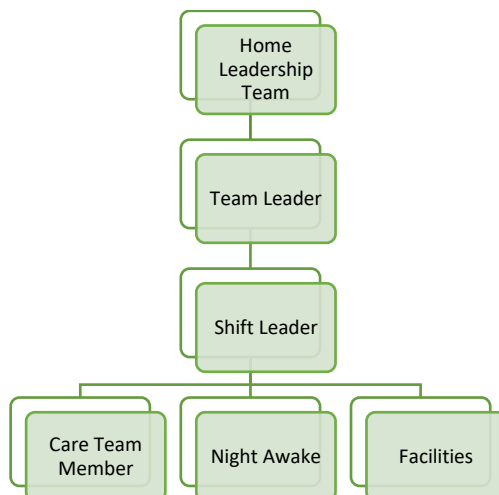 Home
Leadership
Team
Team Leader
Shift Leader
Care Team
Member
Night Awake
Facilities